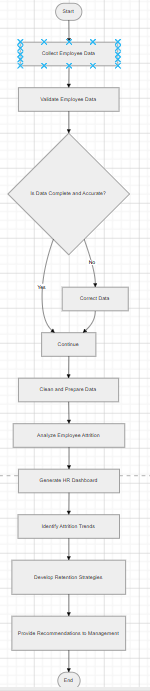 Start
Collect Employee Data
Validate Employee Data
Is Data Complete and Accurate?
No
Yes
Correct Data
Continue
Clean and Prepare Data
Analyze Employee Attrition
Generate HR Dashboard
Identify Attrition Trends
Develop Retention Strategies
Provide Recommendations to Management
End